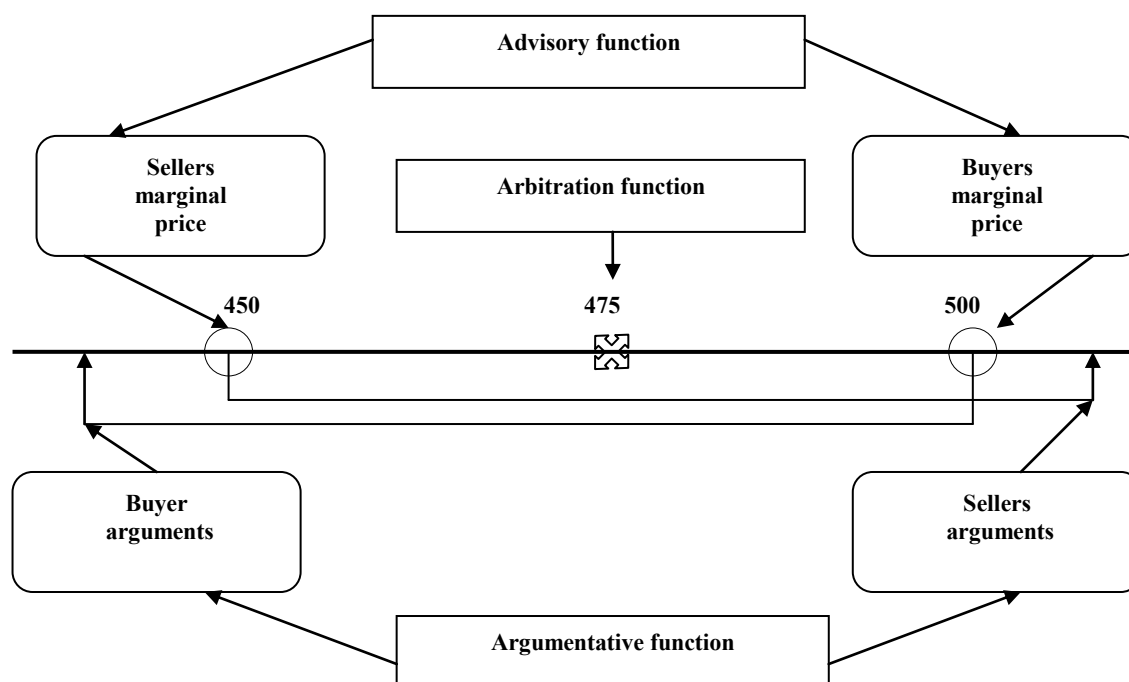 Advisory function
Sellers
marginal
price
Arbitration function
Buyers
marginal
price
450
475
500
Buyer
arguments
Sellers
arguments
Argumentative function